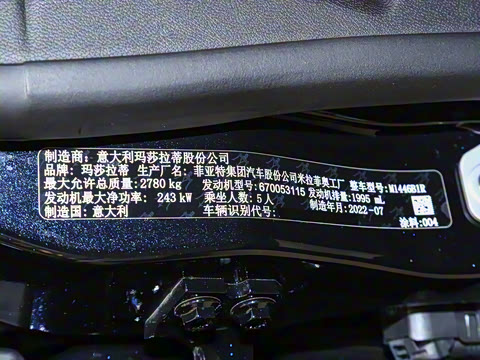 制造商：意大利玛莎拉蒂股份公司
品牌：玛莎拉蒂 生产厂名：菲亚特集团汽车股份公司米拉菲奥工厂 整车型号：M1446B1R
最大允许总质量：2780 kg 发动机型号：670053115 发动机排量：1995 mL
发动机最大净功率： 243 kW 乘坐人数：5人 制造年月：2022-07
制造国：意大利 车辆识别代号： 涂料：004